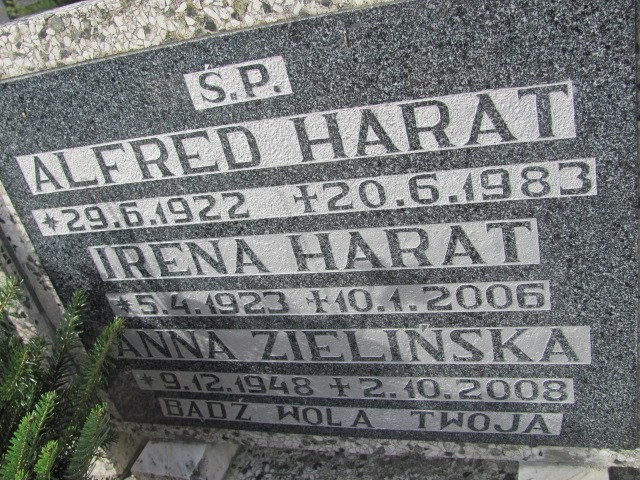 Ś.P.
ALFRED HARAT
*29.6.1922 ✝20.6.1983
IRENA HARAT
*5.4.1923 ✝10.1.2006
ANNA ZIELIŃSKA
*9.12.1948 ✝2.10.2008
BĄDZ WOLA TWOJA